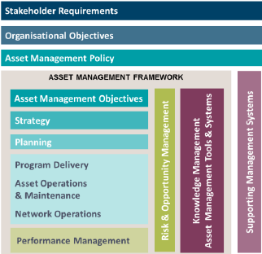 Stakeholder Requirements
Organisational Objectives
Asset Management Policy
ASSET MANAGEMENT FRAMEWORK
Asset Management Objectives
Strategy
Planning
Program Delivery
Asset Operations
& Maintenance
Network Operations
Performance Management
Risk & Opportunity Management
Knowledge Management
Asset Management Tools & Systems
Supporting Management Systems